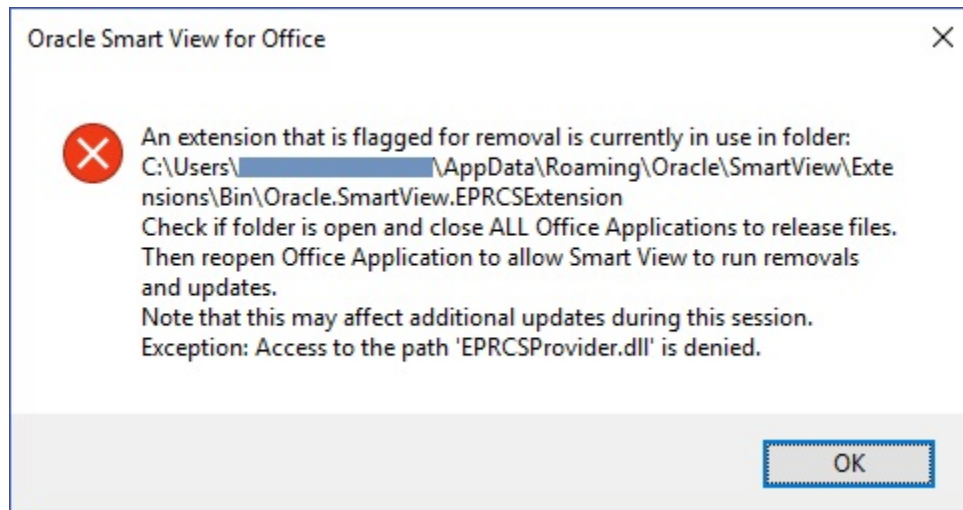 Oracle Smart View for Office
An extension that is flagged for removal is currently in use in folder:
C:\Users\ \AppData\Roaming\Oracle\SmartView\Exte
nsions\Bin\Oracle.SmartView.EPRCSExtension
Check if folder is open and close ALL Office Applications to release files.
Then reopen Office Application to allow Smart View to run removals
and updates.
Note that this may affect additional updates during this session.
Exception: Access to the path 'EPRCSProvider.dll' is denied.
OK